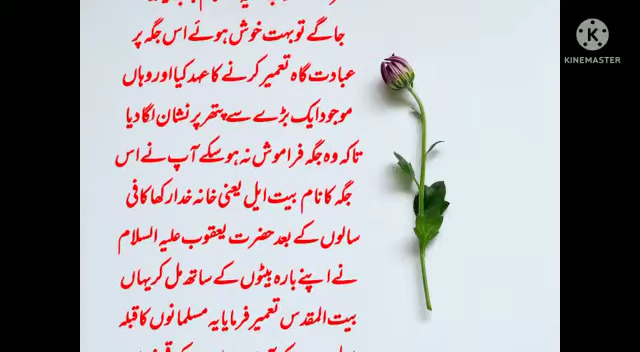 جاگے تو بہت خوش ہوئے اس جگہ پر
عبادت گاہ تعمیر کرنے کا عہد کیا اور وہاں
موجود ایک بڑے سے پتھر پر نشان لگا دیا
تاکہ وہ جگہ فراموش نہ ہو سکے آپ نے اس
جگہ کا نام بیت ایل یعنی خانہ خدا رکھا کافی
سالوں کے بعد حضرت یعقوب علیہ السلام
نے اپنے بارہ بیٹوں کے ساتھ مل کر یہاں
بیت المقدس تعمیر فرمایا یہ مسلمانوں کا قبلہ
KINEMASTER